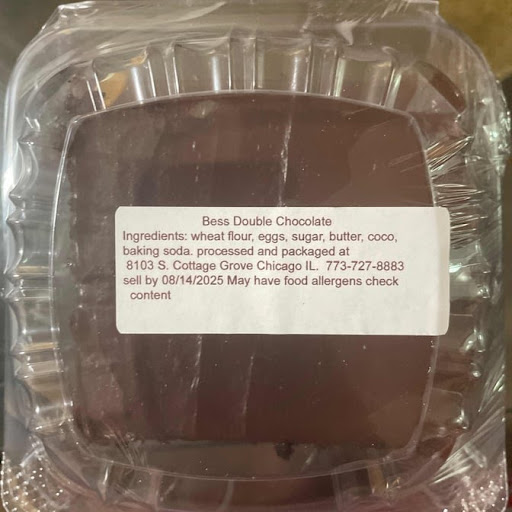 Bess Double Chocolate
Ingredients: wheat flour, eggs, sugar, butter, coco,
baking soda. processed and packaged at
8103 S. Cottage Grove Chicago IL.  773-727-8883
sell by 08/14/2025 May have food allergens check
content